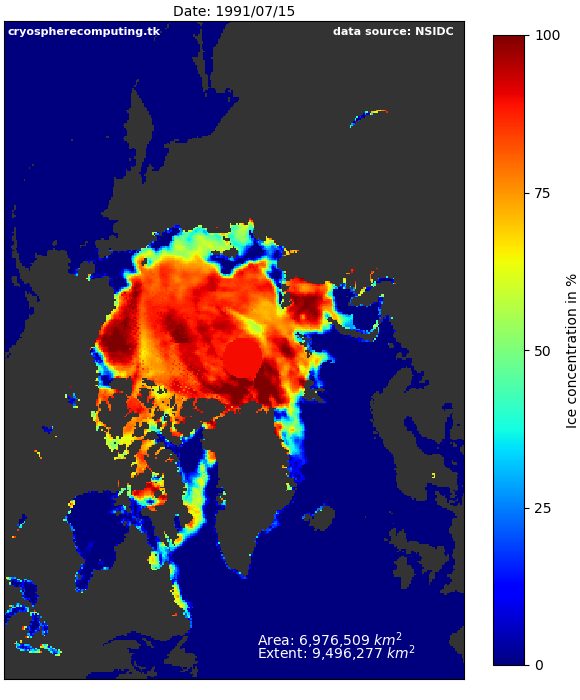 Date: 1991/07/15
cryospherecomputing.tk data source: NSIDC
100
75
50
25
0
Ice concentration in %
Area: 6,976,509 km²
Extent: 9,496,277 km²